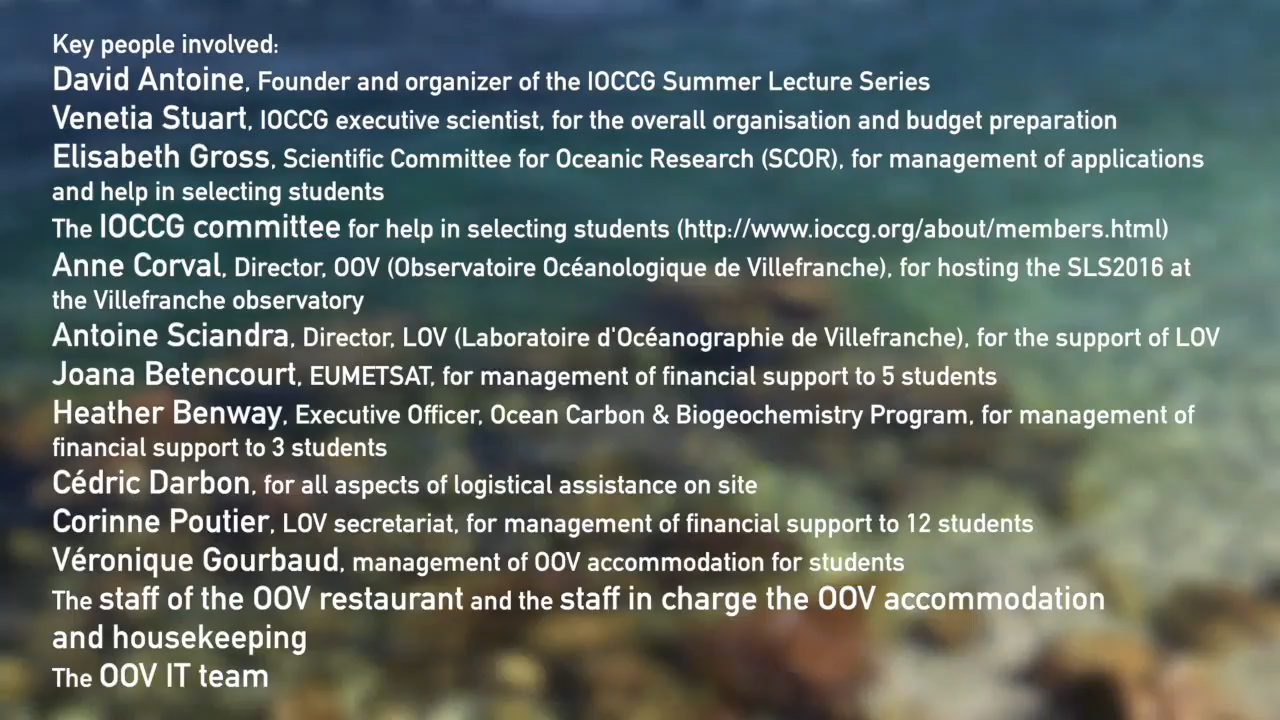 Key people involved:
David Antoine, Founder and organizer of the IOCCG Summer Lecture Series
Venetia Stuart, IOCCG executive scientist, for the overall organisation and budget preparation
Elisabeth Gross, Scientific Committee for Oceanic Research (SCOR), for management of applications
and help in selecting students
The IOCCG committee for help in selecting students (http://www.ioccg.org/about/members.html)
Anne Corval, Director, OOV (Observatoire Océanologique de Villefranche), for hosting the SLS2016 at
the Villefranche observatory
Antoine Sciandra, Director, LOV (Laboratoire d'Océanographie de Villefranche), for the support of LOV
Joana Betencourt, EUMETSAT, for management of financial support to 5 students
Heather Benway, Executive Officer, Ocean Carbon & Biogeochemistry Program, for management of
financial support to 3 students
Cédric Darbon, for all aspects of logistical assistance on site
Corinne Poutier, LOV secretariat, for management of financial support to 12 students
Véronique Gourbaud, management of OOV accommodation for students
The staff of the OOV restaurant and the staff in charge the OOV accommodation
and housekeeping
The OOV IT team